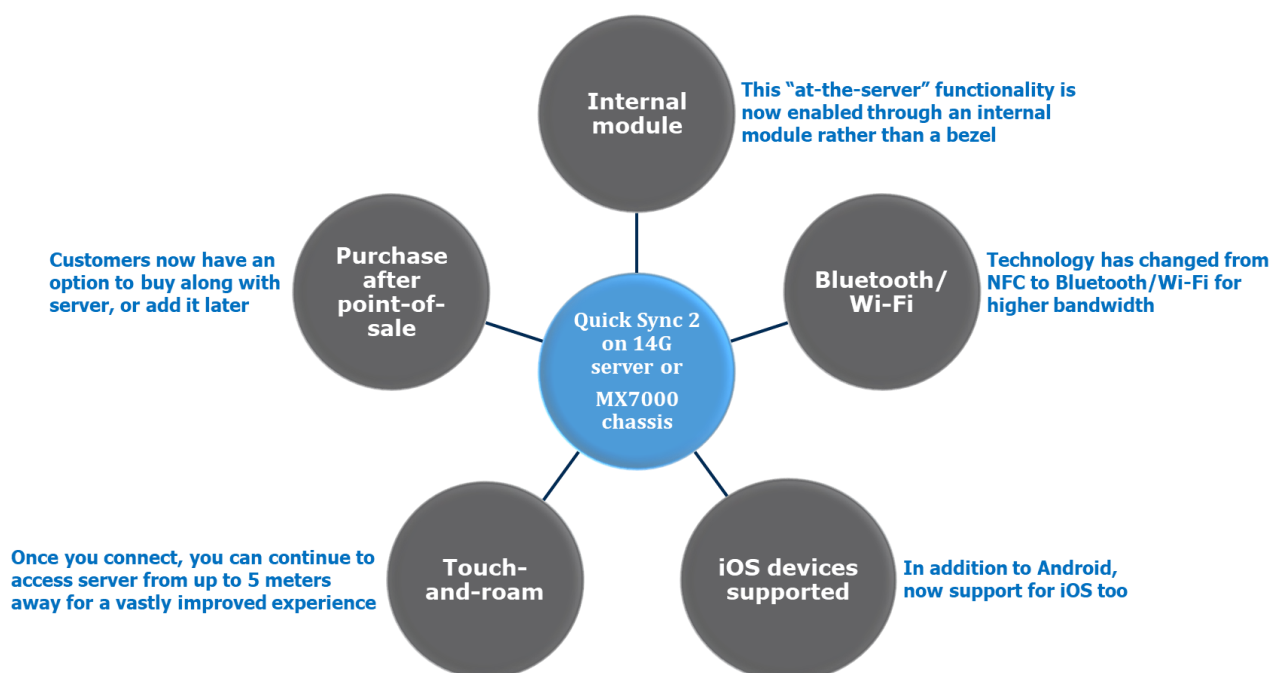 Internal
module
This “at-the-server” functionality is
now enabled through an internal
module rather than a bezel
Customers now have an
option to buy along with
server, or add it later
Purchase
after
point-of-
sale
Quick Sync 2
on 14G
server or
MX7000
chassis
Bluetooth/
Wi-Fi
Technology has changed from
NFC to Bluetooth/Wi-Fi for
higher bandwidth
Once you connect, you can continue to
access server from up to 5 meters
away for a vastly improved experience
Touch-
and-roam
iOS devices
supported
In addition to Android,
now support for iOS too